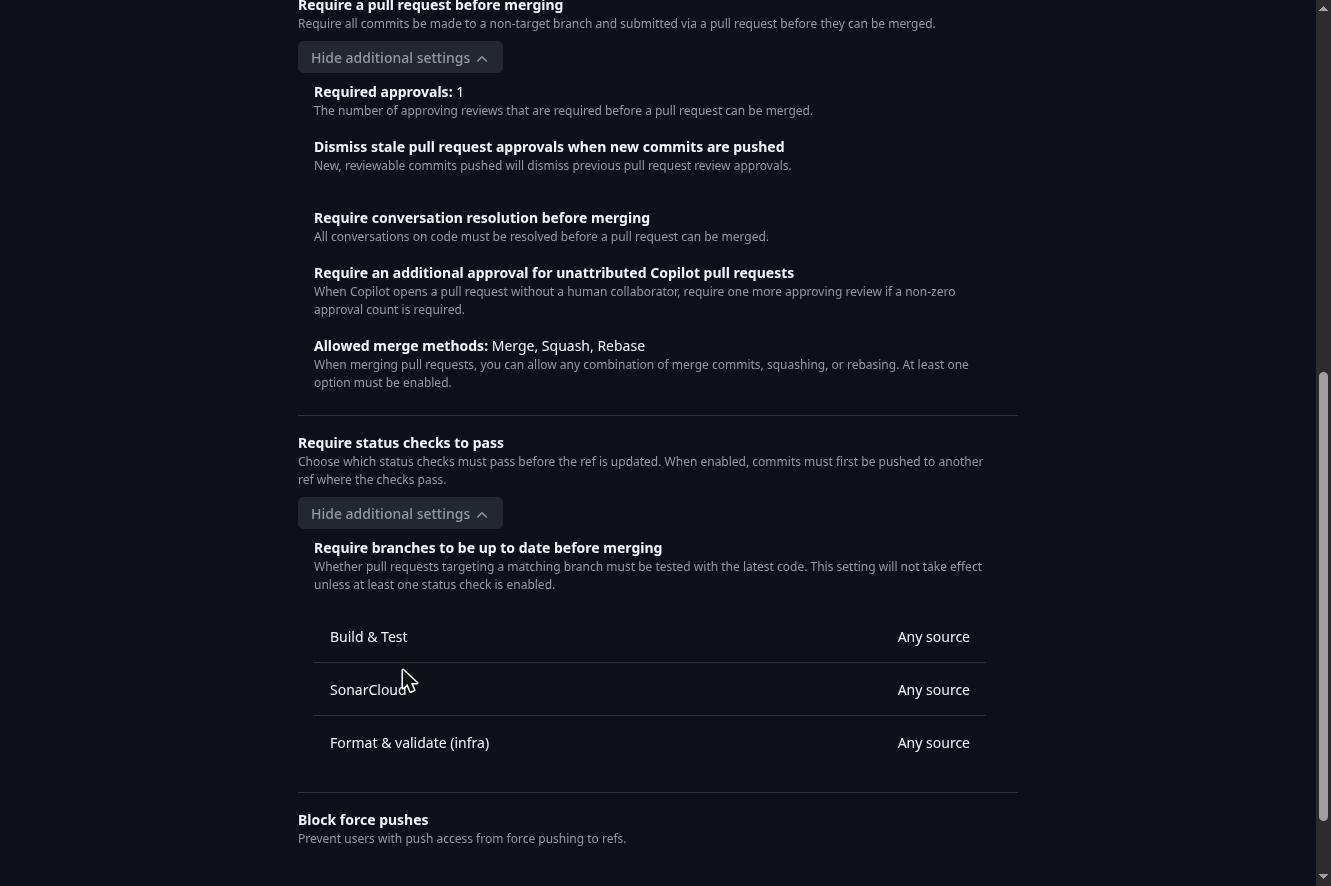 Require a pull request before merging
Require all commits be made to a non-target branch and submitted via a pull request before they can be merged.
Hide additional settings
Required approvals: 1
The number of approving reviews that are required before a pull request can be merged.
Dismiss stale pull request approvals when new commits are pushed
New, reviewable commits pushed will dismiss previous pull request review approvals.
Require conversation resolution before merging
All conversations on code must be resolved before a pull request can be merged.
Require an additional approval for unattributed Copilot pull requests
When Copilot opens a pull request without a human collaborator, require one more approving review if a non-zero
approval count is required.
Allowed merge methods: Merge, Squash, Rebase
When merging pull requests, you can allow any combination of merge commits, squashing, or rebasing. At least one
option must be enabled.
Require status checks to pass
Choose which status checks must pass before the ref is updated. When enabled, commits must first be pushed to another
ref where the checks pass.
Hide additional settings
Require branches to be up to date before merging
Whether pull requests targeting a matching branch must be tested with the latest code. This setting will not take effect
unless at least one status check is enabled.
Build & Test Any source
SonarCloud Any source
Format & validate (infra) Any source
Block force pushes
Prevent users with push access from force pushing to refs.